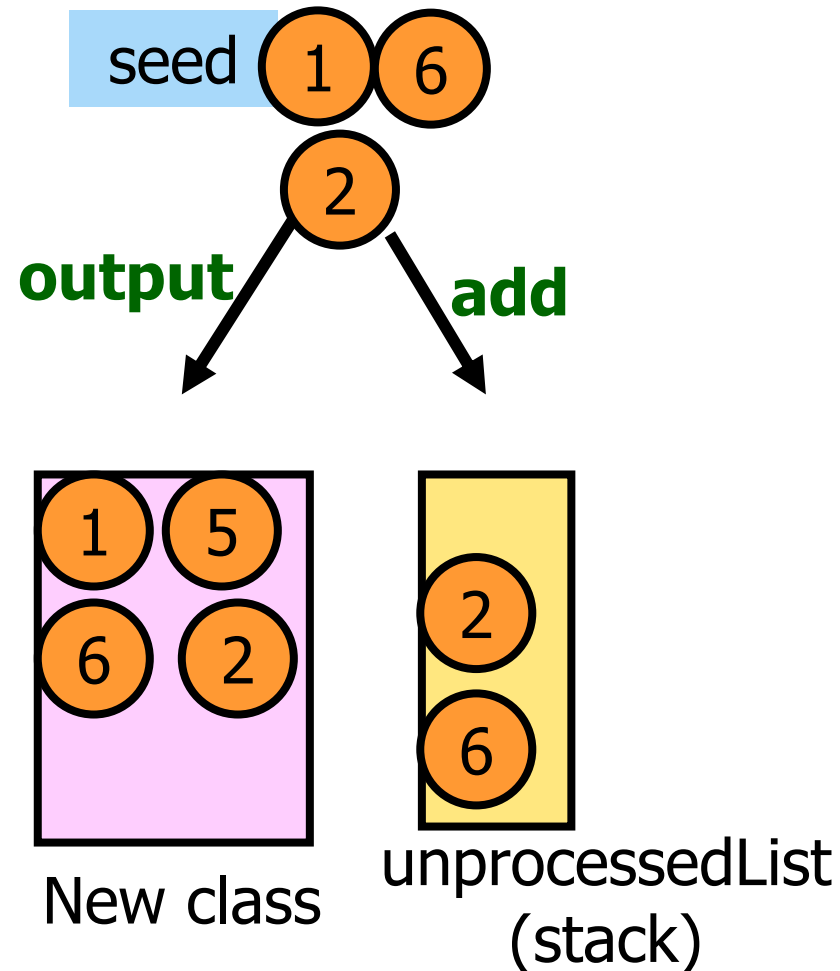 seed 1 6
2
output
add
1 5
2
6 2
6
unprocessedList
New class
(stack)